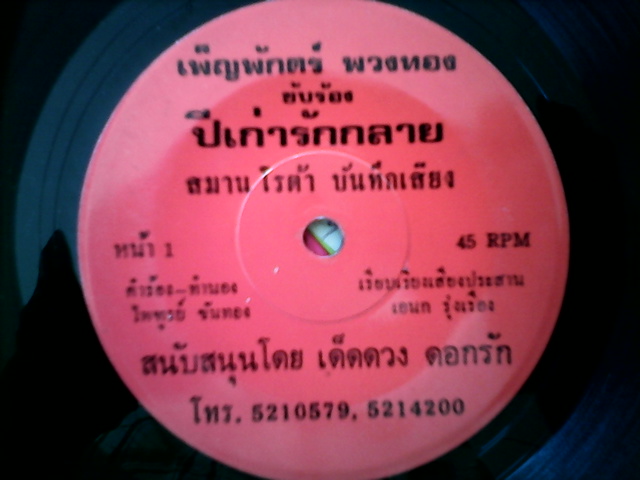 เพ็ญพักตร์ พวงทอง
ขับร้อง
ปีเก่ารักกลาย
สมาน โรต้า บันทึกเสียง
หน้า 1
45 RPM
คำร้อง-ทำนอง
ไพฑูรย์ ขันทอง
เรียบเรียงเสียงประสาน
เอนก รุ่งเรือง
สนับสนุนโดย เด็ดดวง ดอกรัก
โทร. 5210579, 5214200